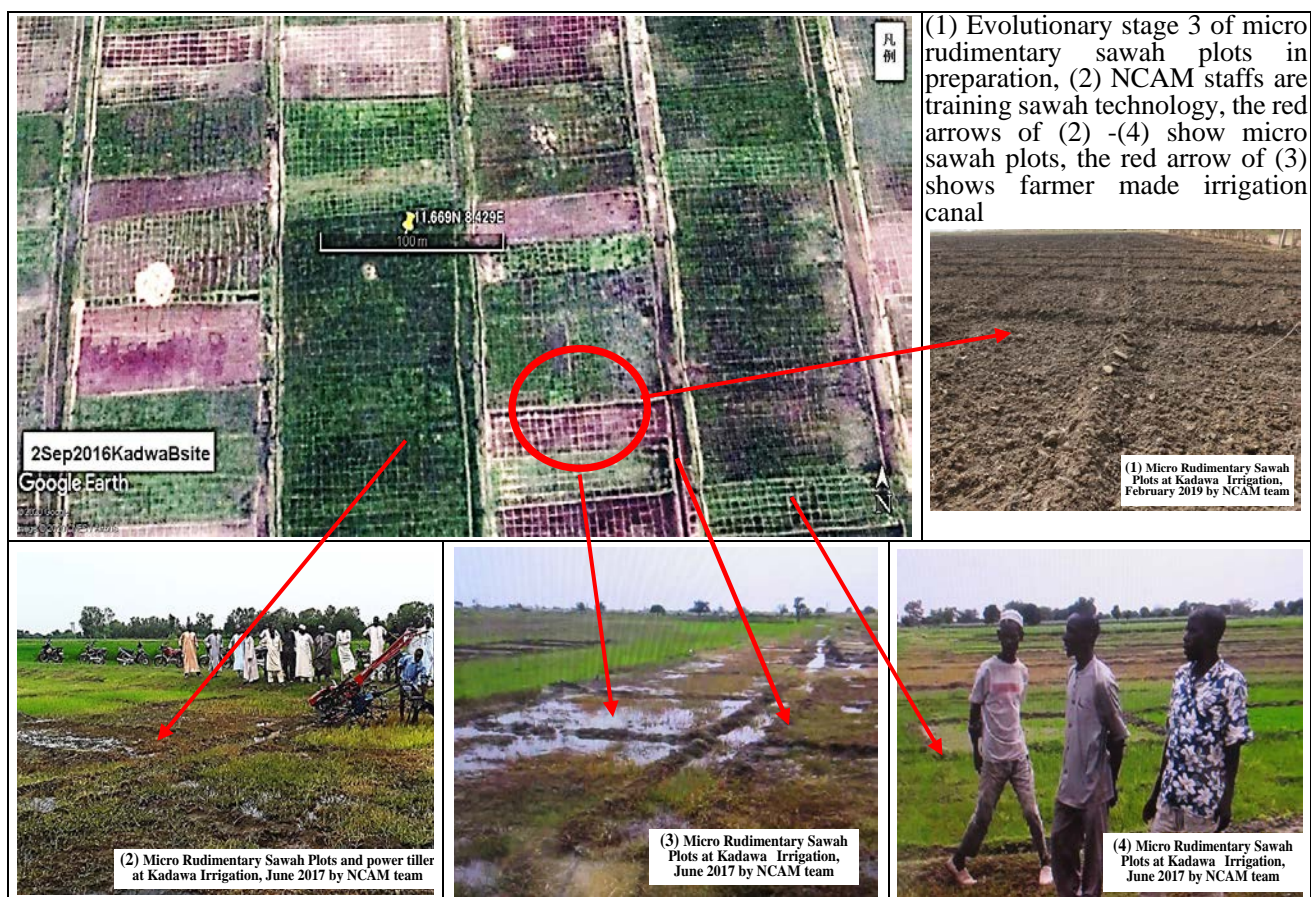 凡
例
11.669N 8.429E
100 m
2Sep2016KadwaBsite
Google Earth
N
(1) Evolutionary stage 3 of micro
rudimentary sawah plots in
preparation, (2) NCAM staffs are
training sawah technology, the red
arrows of (2) -(4) show micro
sawah plots, the red arrow of (3)
shows farmer made irrigation
canal
(1) Micro Rudimentary Sawah
Plots at Kadawa Irrigation,
February 2019 by NCAM team
(2) Micro Rudimentary Sawah Plots and power tiller
at Kadawa Irrigation, June 2017 by NCAM team
(3) Micro Rudimentary Sawah
Plots at Kadawa Irrigation,
June 2017 by NCAM team
(4) Micro Rudimentary Sawah
Plots at Kadawa Irrigation,
June 2017 by NCAM team